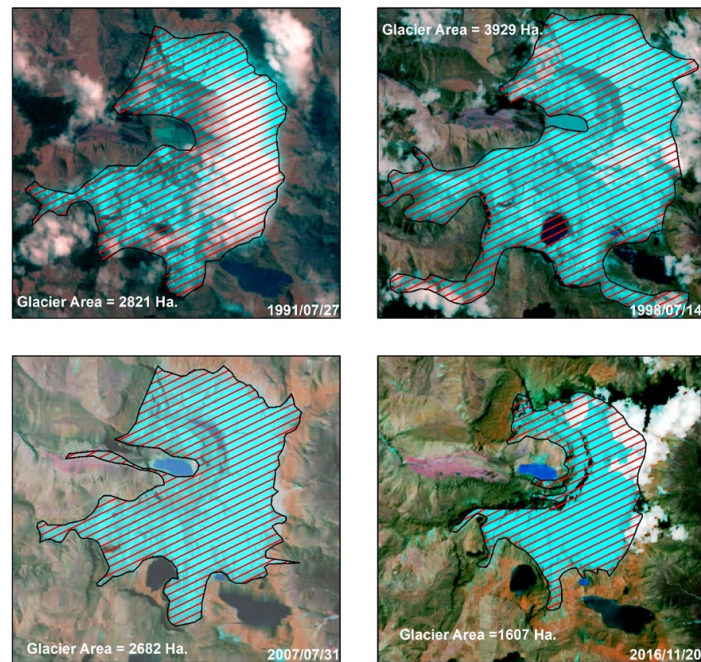 Glacier Area = 2821 Ha.
1991/07/27
Glacier Area = 3929 Ha.
1998/07/14
Glacier Area = 2682 Ha.
2007/07/31
Glacier Area =1607 Ha.
2016/11/20